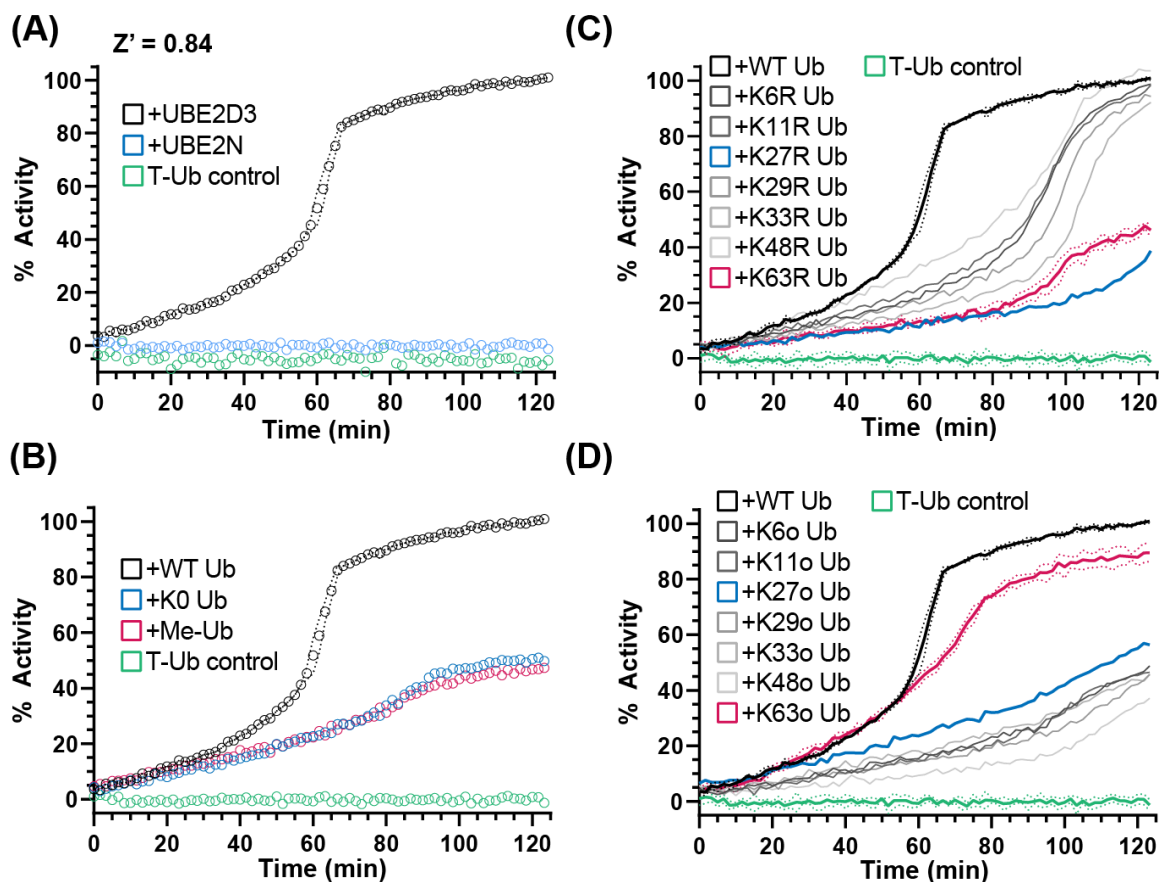 (A)
Z' = 0.84
% Activity
100
80
60
40
20
0
+UBE2D3
+UBE2N
T-Ub control
0 20 40 60 80 100 120
Time (min)
(B)
% Activity
100
80
60
40
20
0
+WT Ub
+K0 Ub
+Me-Ub
T-Ub control
0 20 40 60 80 100 120
Time (min)
(C)
% Activity
100
80
60
40
20
0
+WT Ub T-Ub control
+K6R Ub
+K11R Ub
+K27R Ub
+K29R Ub
+K33R Ub
+K48R Ub
+K63R Ub
0 20 40 60 80 100 120
Time (min)
(D)
% Activity
100
80
60
40
20
0
+WT Ub T-Ub control
+K6o Ub
+K11o Ub
+K27o Ub
+K29o Ub
+K33o Ub
+K48o Ub
+K63o Ub
0 20 40 60 80 100 120
Time (min)